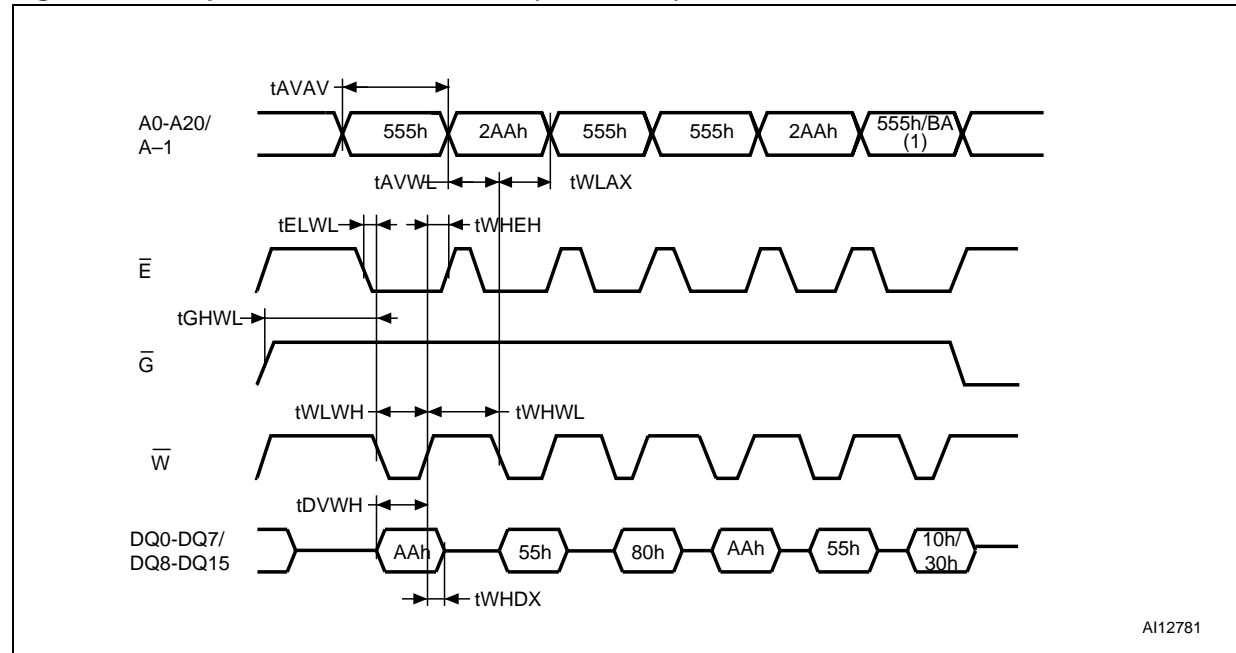 tAVAV
A0-A20/
A–1
555h
2AAh
555h
555h
2AAh
555h/BA
(1)
tAVWL
tWLAX
tELWL
tWHEH
E
tGHWL
G
tWLWH
tWHWL
W
tDVWH
DQ0-DQ7/
DQ8-DQ15
AAh
55h
80h
AAh
55h
10h/
30h
tWHDX
AI12781